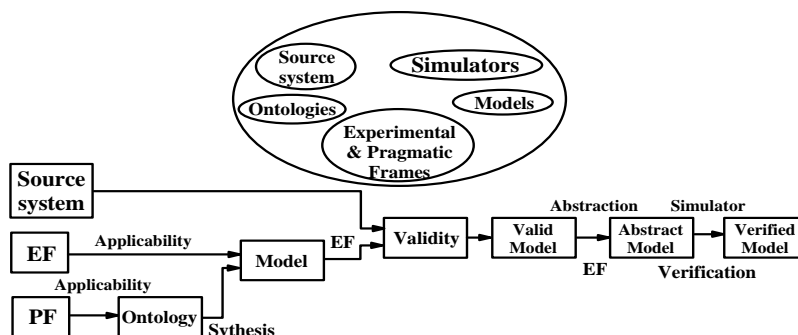 Source
system
Simulators
Ontologies
Models
Experimental
& Pragmatic
Frames
Source
system
Abstraction
Simulator
EF
Applicability
Model
EF
Validity
Valid
Model
Abstract
Model
Verified
Model
EF
Verification
Applicability
PF
Ontology
Sythesis